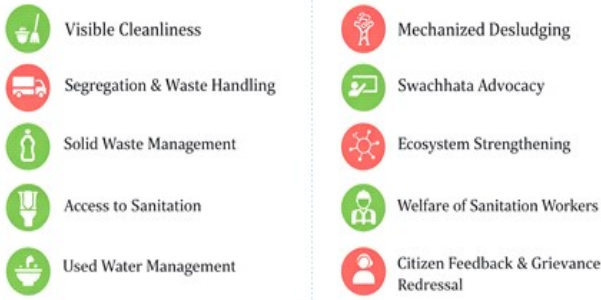 Visible Cleanliness
Segregation & Waste Handling
Solid Waste Management
Access to Sanitation
Used Water Management
Mechanized Desludging
Swachhata Advocacy
Ecosystem Strengthening
Welfare of Sanitation Workers
Citizen Feedback & Grievance
Redressal